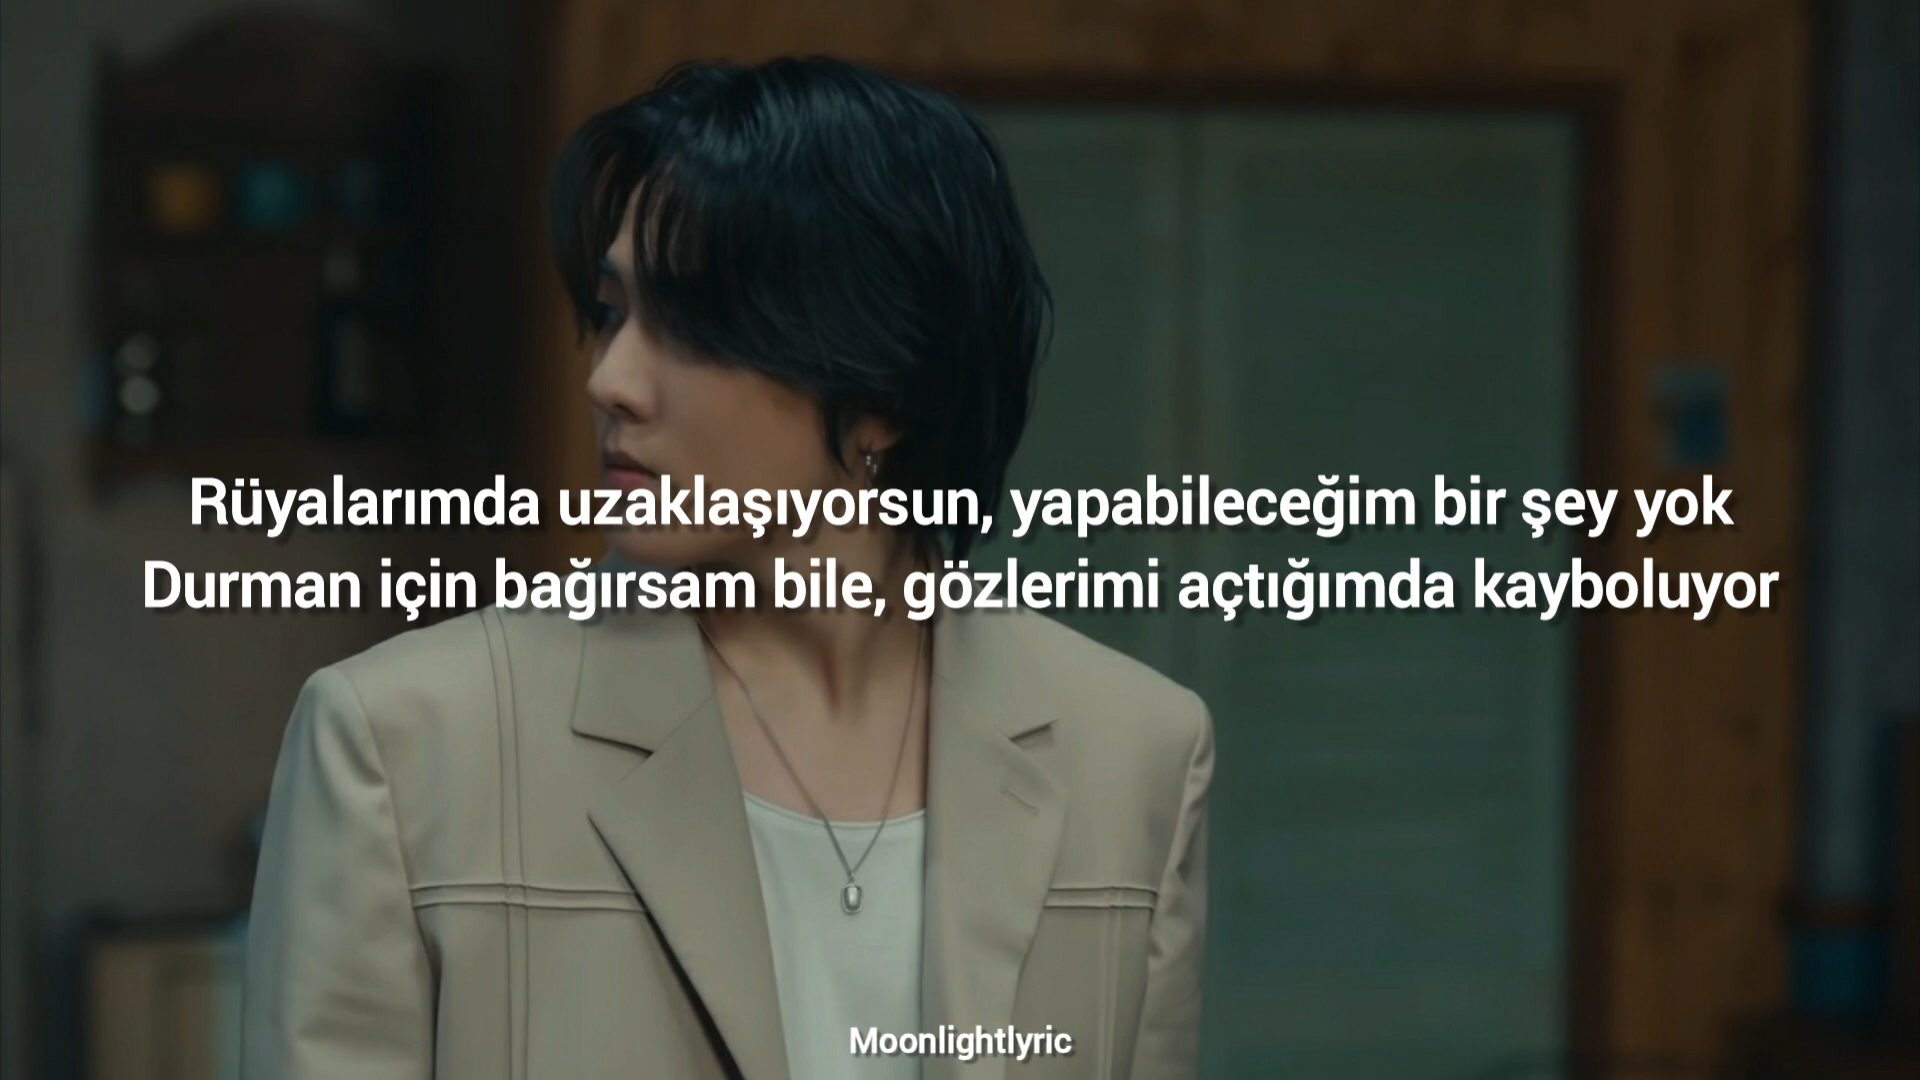 Rüyalarımda uzaklaşıyorsun, yapabileceğim bir şey yok
Durman için bağırsam bile, gözlerimi açtığımda kayboluyor
Moonlightlyric